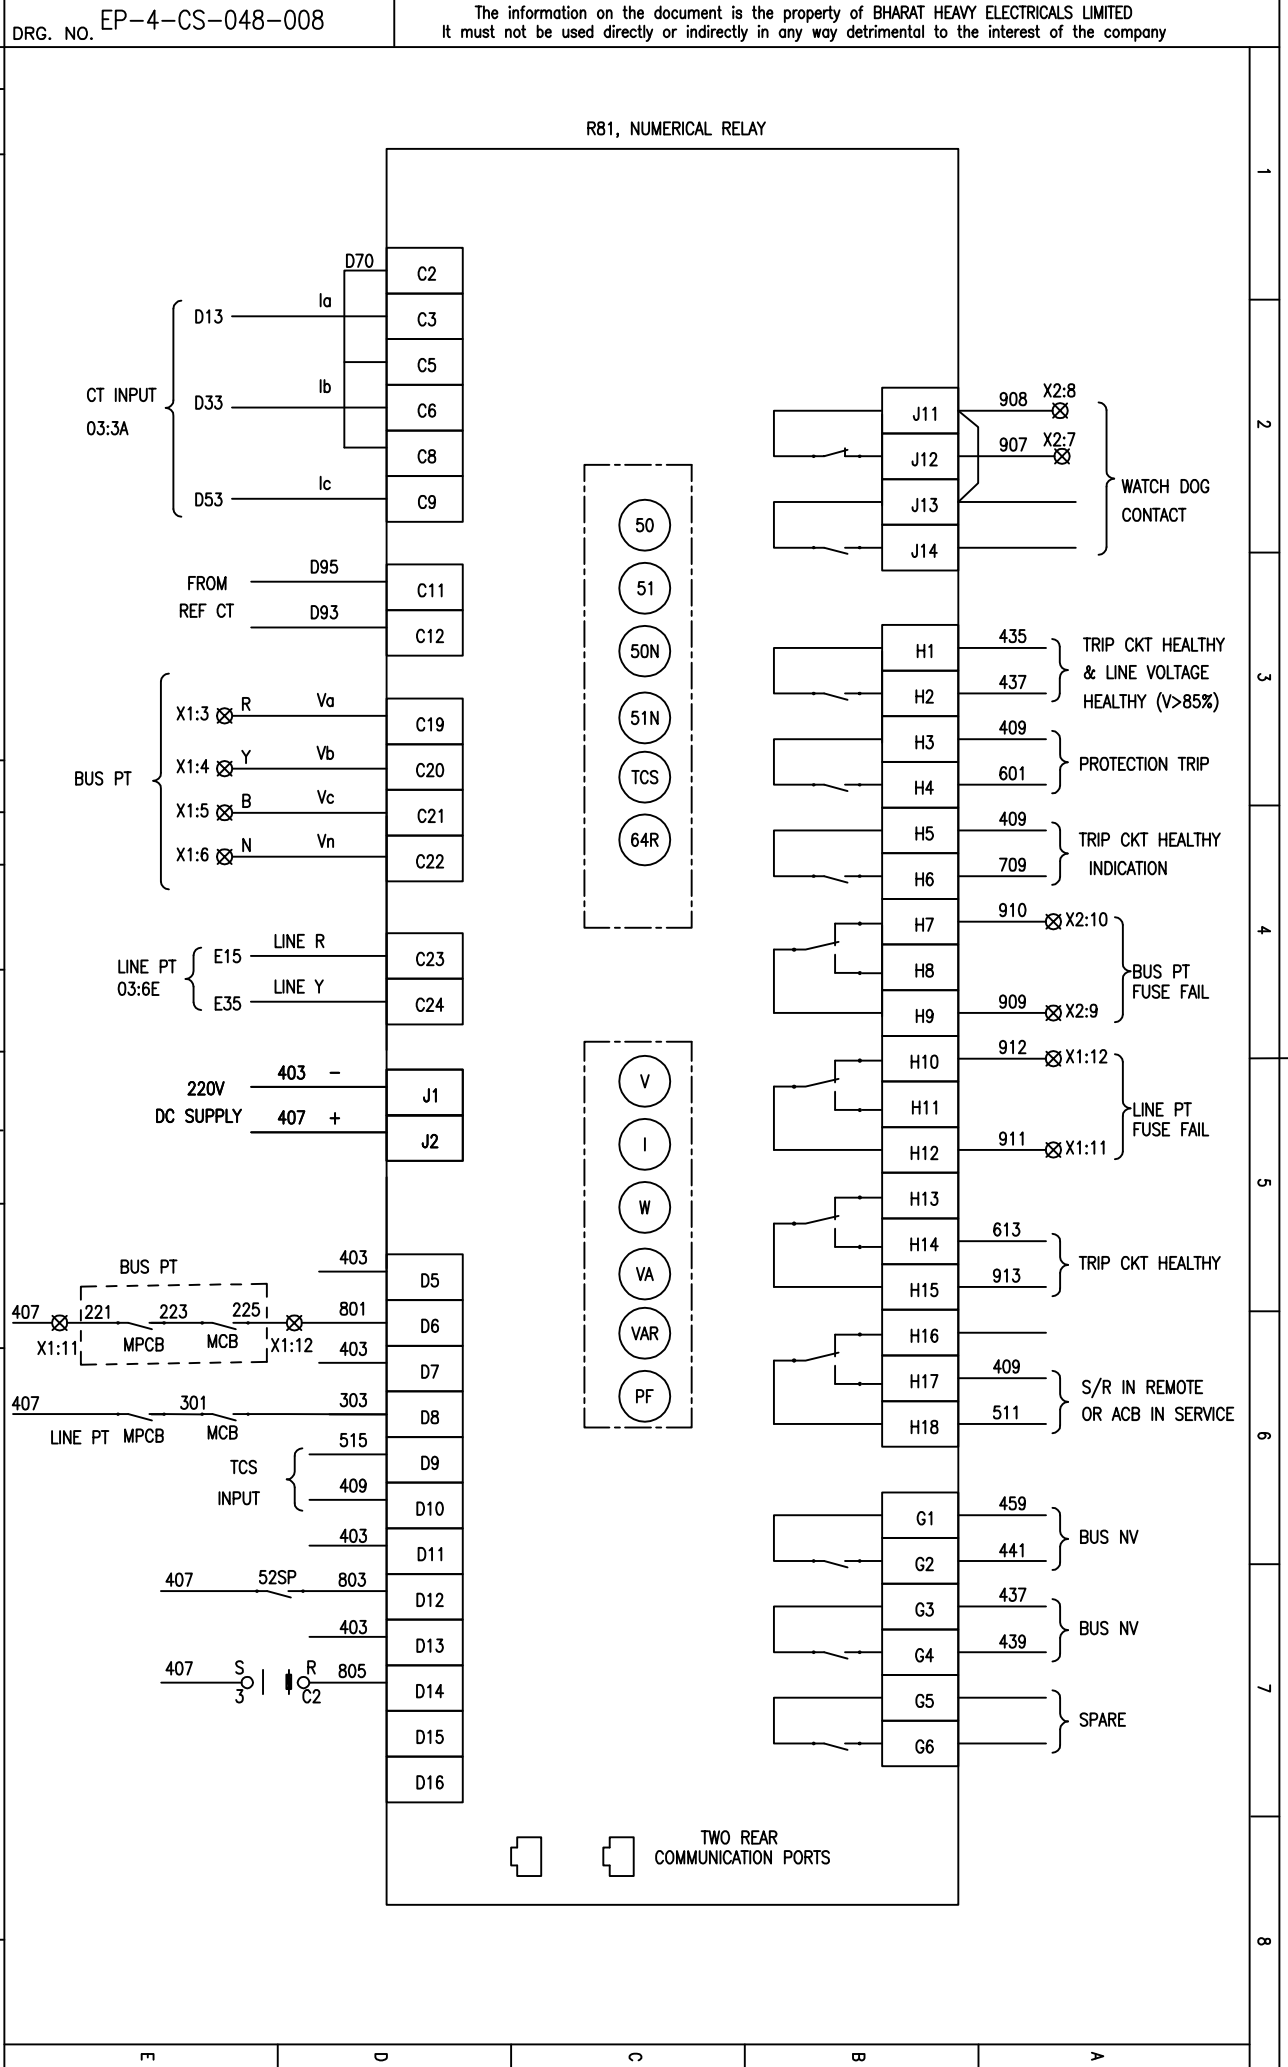 DRG. NO. EP-4-CS-048-008
The information on the document is the property of BHARAT HEAVY ELECTRICALS LIMITED
It must not be used directly or indirectly in any way detrimental to the interest of the company
R81, NUMERICAL RELAY
D70
C2
D13
Ia
C3
C5
CT INPUT
03:3A
D33
Ib
C6
C8
D53
Ic
C9
FROM
REF CT
D95
C11
D93
C12
BUS PT
X1:3
R
Va
C19
X1:4
Y
Vb
C20
X1:5
B
Vc
C21
X1:6
N
Vn
C22
LINE PT
03:6E
E15
LINE R
C23
E35
LINE Y
C24
220V
DC SUPPLY
403 -
J1
407 +
J2
403
D5
BUS PT
407
X1:11
221
MPCB
223
MCB
225
X1:12
801
D6
403
D7
407
LINE PT
MPCB
301
MCB
303
D8
TCS
INPUT
515
D9
409
D10
403
D11
407
52SP
803
D12
403
D13
407
S
3
R
C2
805
D14
D15
D16
50
51
50N
51N
TCS
64R
V
I
W
VA
VAR
PF
J11
908
X2:8
J12
907
X2:7
J13
J14
WATCH DOG
CONTACT
H1
435
H2
437
TRIP CKT HEALTHY
& LINE VOLTAGE
HEALTHY (V>85%)
H3
409
H4
601
PROTECTION TRIP
H5
409
H6
709
TRIP CKT HEALTHY
INDICATION
H7
910
X2:10
H8
H9
909
X2:9
BUS PT
FUSE FAIL
H10
912
X1:12
H11
H12
911
X1:11
LINE PT
FUSE FAIL
H13
H14
613
H15
913
TRIP CKT HEALTHY
H16
H17
409
H18
511
S/R IN REMOTE
OR ACB IN SERVICE
G1
459
G2
441
BUS NV
G3
437
G4
439
BUS NV
G5
G6
SPARE
TWO REAR
COMMUNICATION PORTS
1
2
3
4
5
6
7
8
E
D
C
B
A